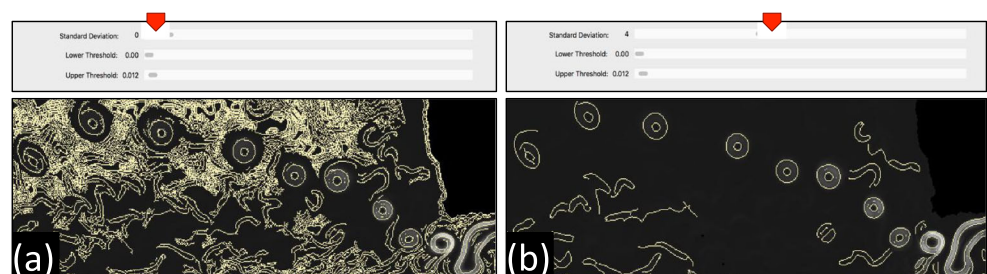 Standard Deviation: 0
Lower Threshold: 0.00
Upper Threshold: 0.012
(a)
Standard Deviation: 4
Lower Threshold: 0.00
Upper Threshold: 0.012
(b)